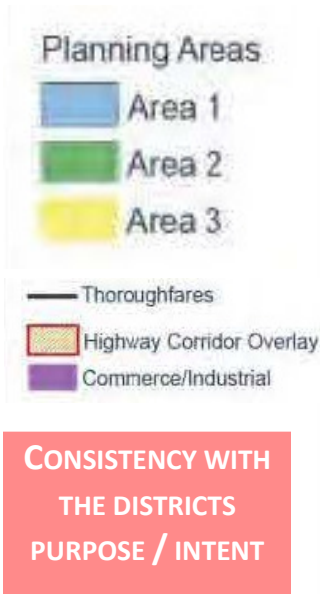 Planning Areas
Area 1
Area 2
Area 3
Thoroughfares
Highway Corridor Overlay
Commerce/Industrial
CONSISTENCY WITH
THE DISTRICTS
PURPOSE / INTENT